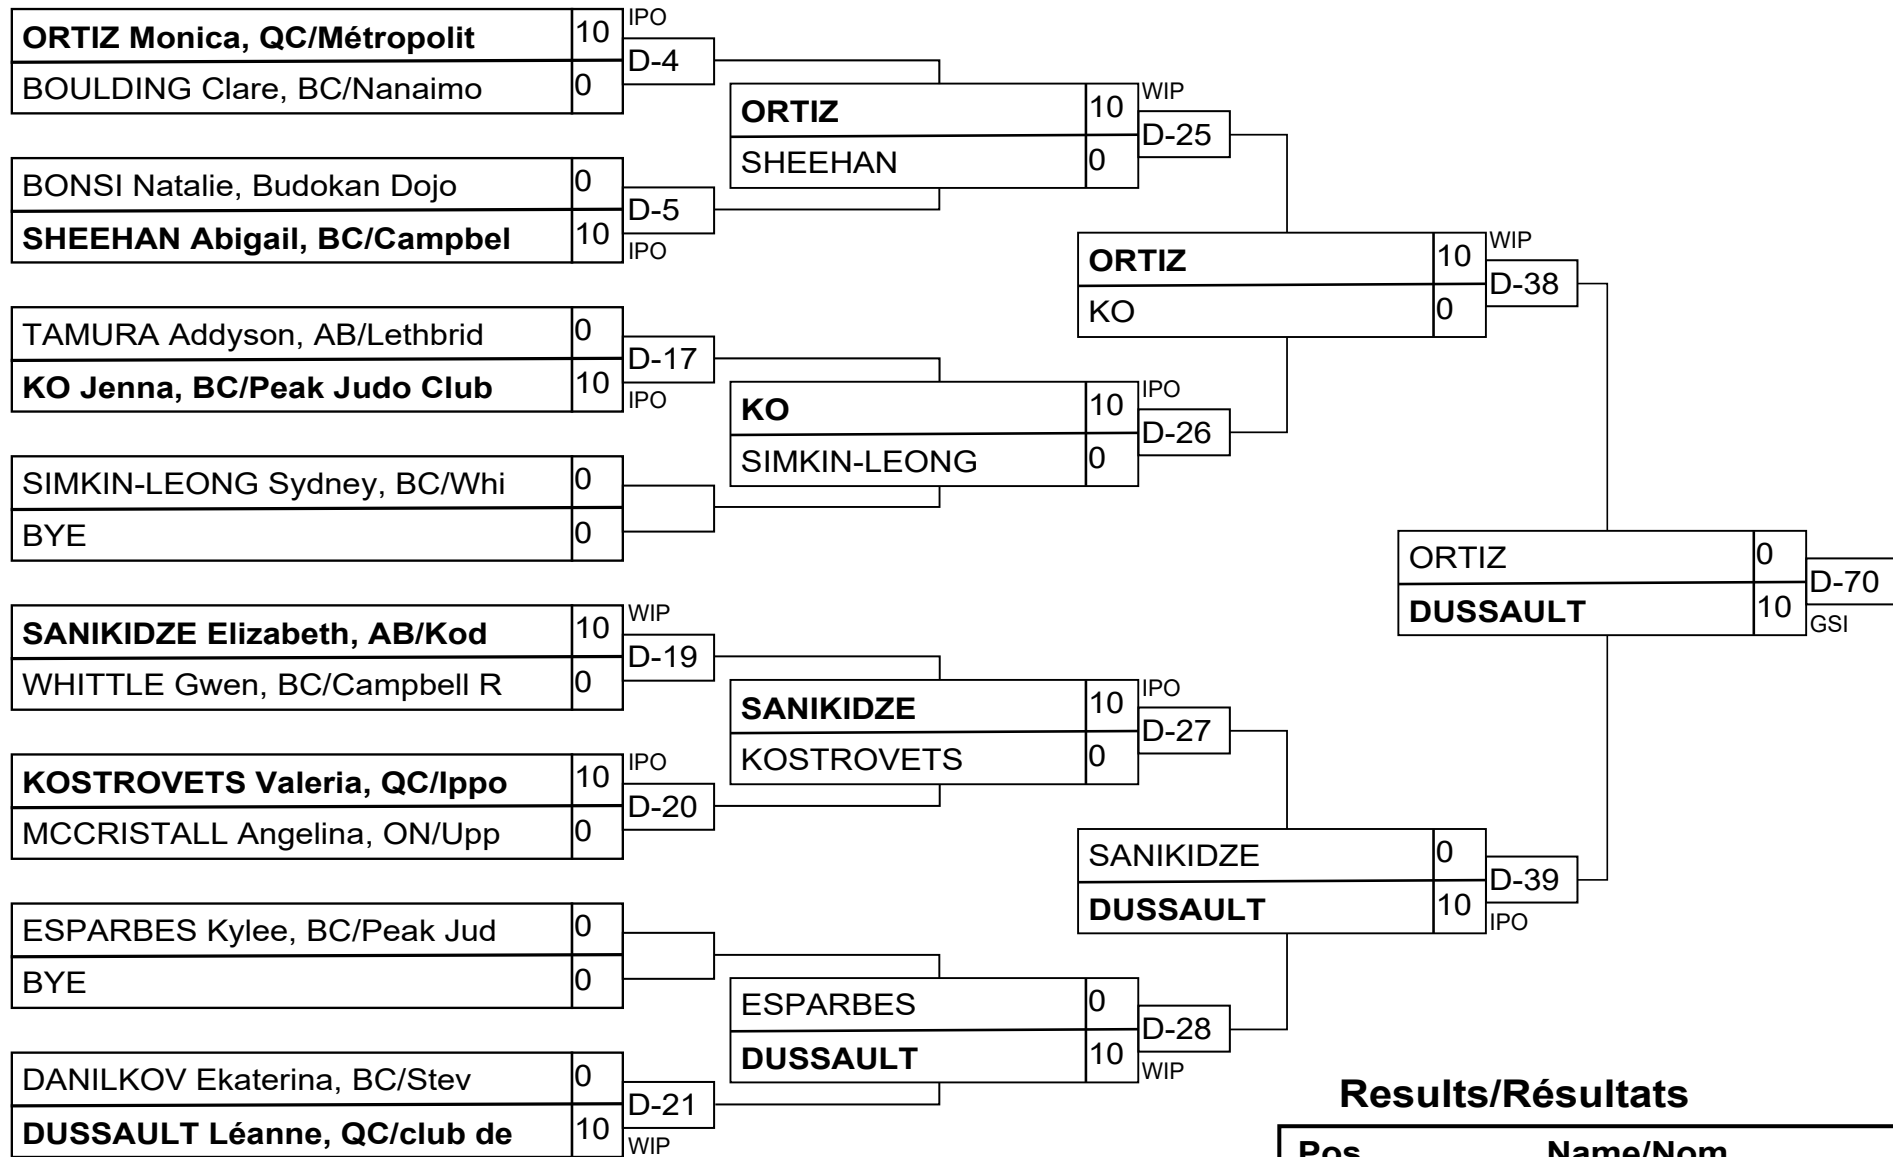 ORTIZ Monica, QC/Métropolit 10 IPO
D-4
BOULDING Clare, BC/Nanaimo 0
BONSI Natalie, Budokan Dojo 0
D-5
SHEEHAN Abigail, BC/Campbel 10 IPO
TAMURA Addyson, AB/Lethbrid 0
D-17
KO Jenna, BC/Peak Judo Club 10 IPO
SIMKIN-LEONG Sydney, BC/Whi 0
BYE 0
SANIKIDZE Elizabeth, AB/Kod 10 WIP
D-19
WHITTLE Gwen, BC/Campbell R 0
KOSTROVETS Valeria, QC/Ippo 10 IPO
D-20
MCCRISTALL Angelina, ON/Upp 0
ESPARBES Kylee, BC/Peak Jud 0
BYE 0
DANILKOV Ekaterina, BC/Stev 0
D-21
DUSSAULT Léanne, QC/club de 10 WIP
ORTIZ 10 WIP
D-25
SHEEHAN 0
KO 10 IPO
D-26
SIMKIN-LEONG 0
SANIKIDZE 10 IPO
D-27
KOSTROVETS 0
ESPARBES 0
D-28
DUSSAULT 10 WIP
ORTIZ 10 WIP
D-38
KO 0
SANIKIDZE 0
D-39
DUSSAULT 10 IPO
ORTIZ 0
D-70
DUSSAULT 10 GSI
Results/Résultats
Pos Name/Nom